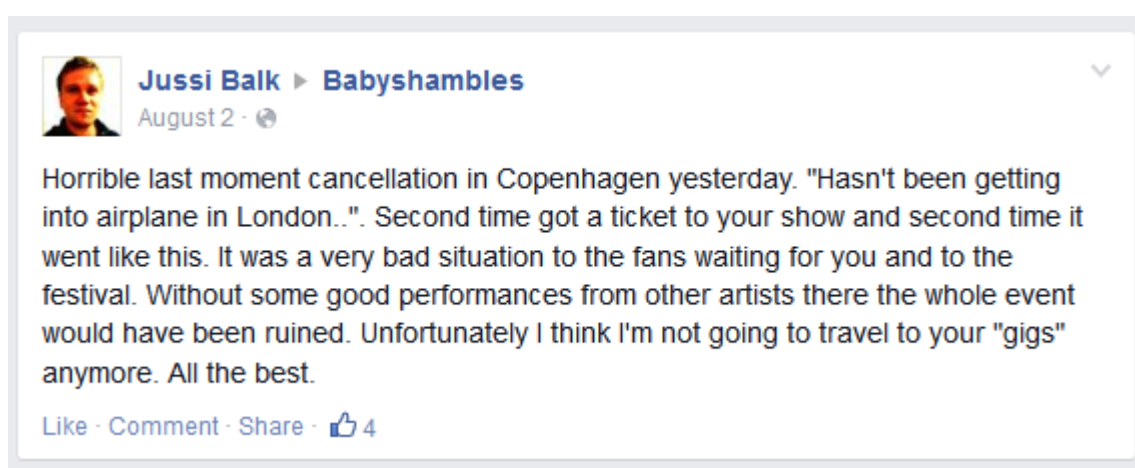 Jussi Balk ▶ Babyshambles
August 2 ·
Horrible last moment cancellation in Copenhagen yesterday. "Hasn't been getting
into airplane in London..". Second time got a ticket to your show and second time it
went like this. It was a very bad situation to the fans waiting for you and to the
festival. Without some good performances from other artists there the whole event
would have been ruined. Unfortunately I think I'm not going to travel to your "gigs"
anymore. All the best.
Like · Comment · Share · 4